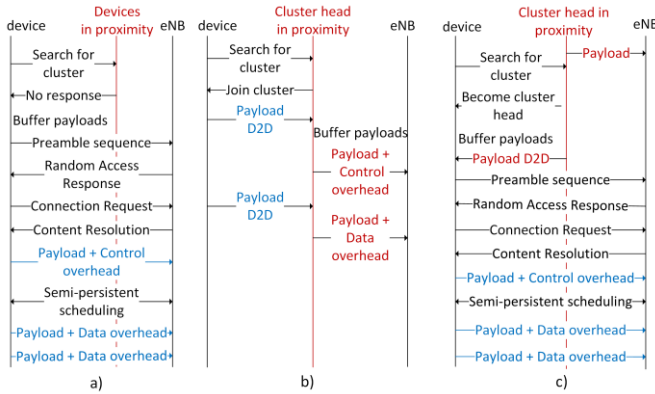 Devices
in proximity
device
eNB
Search for
cluster
No response
Buffer payloads
Preamble sequence
Random Access
Response
Connection Request
Content Resolution
Payload + Control
overhead
Semi-persistent
scheduling
Payload + Data overhead
Payload + Data overhead
a)
Cluster head
in proximity
device
eNB
Search for
cluster
Join cluster
Payload
D2D
Buffer payloads
Payload +
Control
overhead
Payload
D2D
Payload +
Data
overhead
b)
Cluster head in
proximity
device
eNB
Payload
Search for
cluster
Become cluster
head
Buffer payloads
Payload D2D
Preamble sequence
Random Access Response
Connection Request
Content Resolution
Payload + Control overhead
Semi-persistent scheduling
Payload + Data overhead
Payload + Data overhead
c)